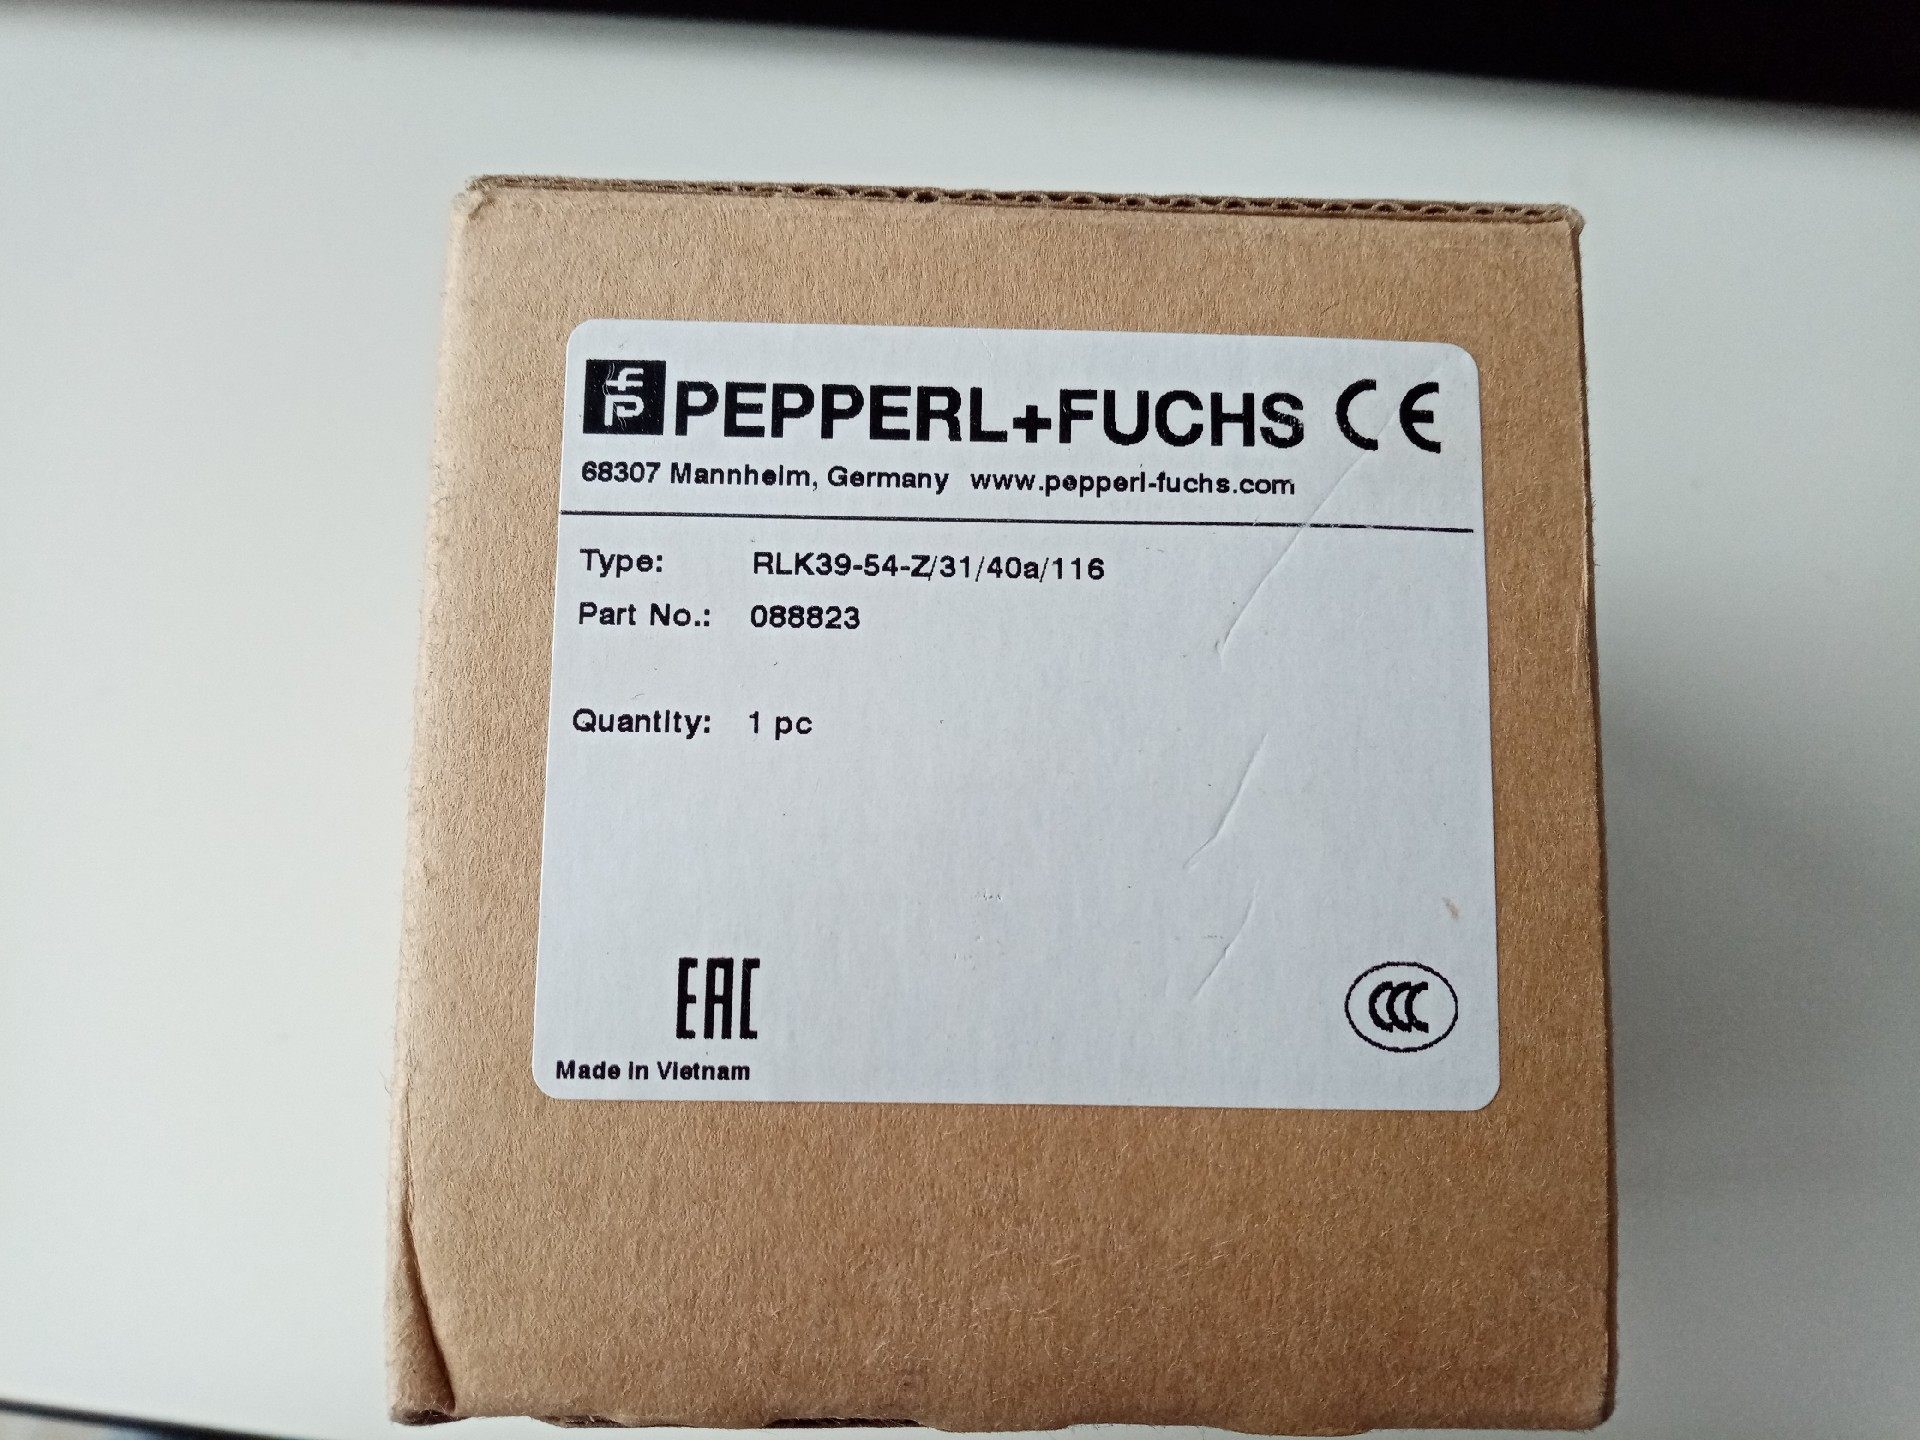 PEPPERL+FUCHS CE
68307 Mannheim, Germany www.pepperl-fuchs.com
Type: RLK39-54-Z/31/40a/116
Part No.: 088823
Quantity: 1 pc
EAC
CCC
Made in Vietnam